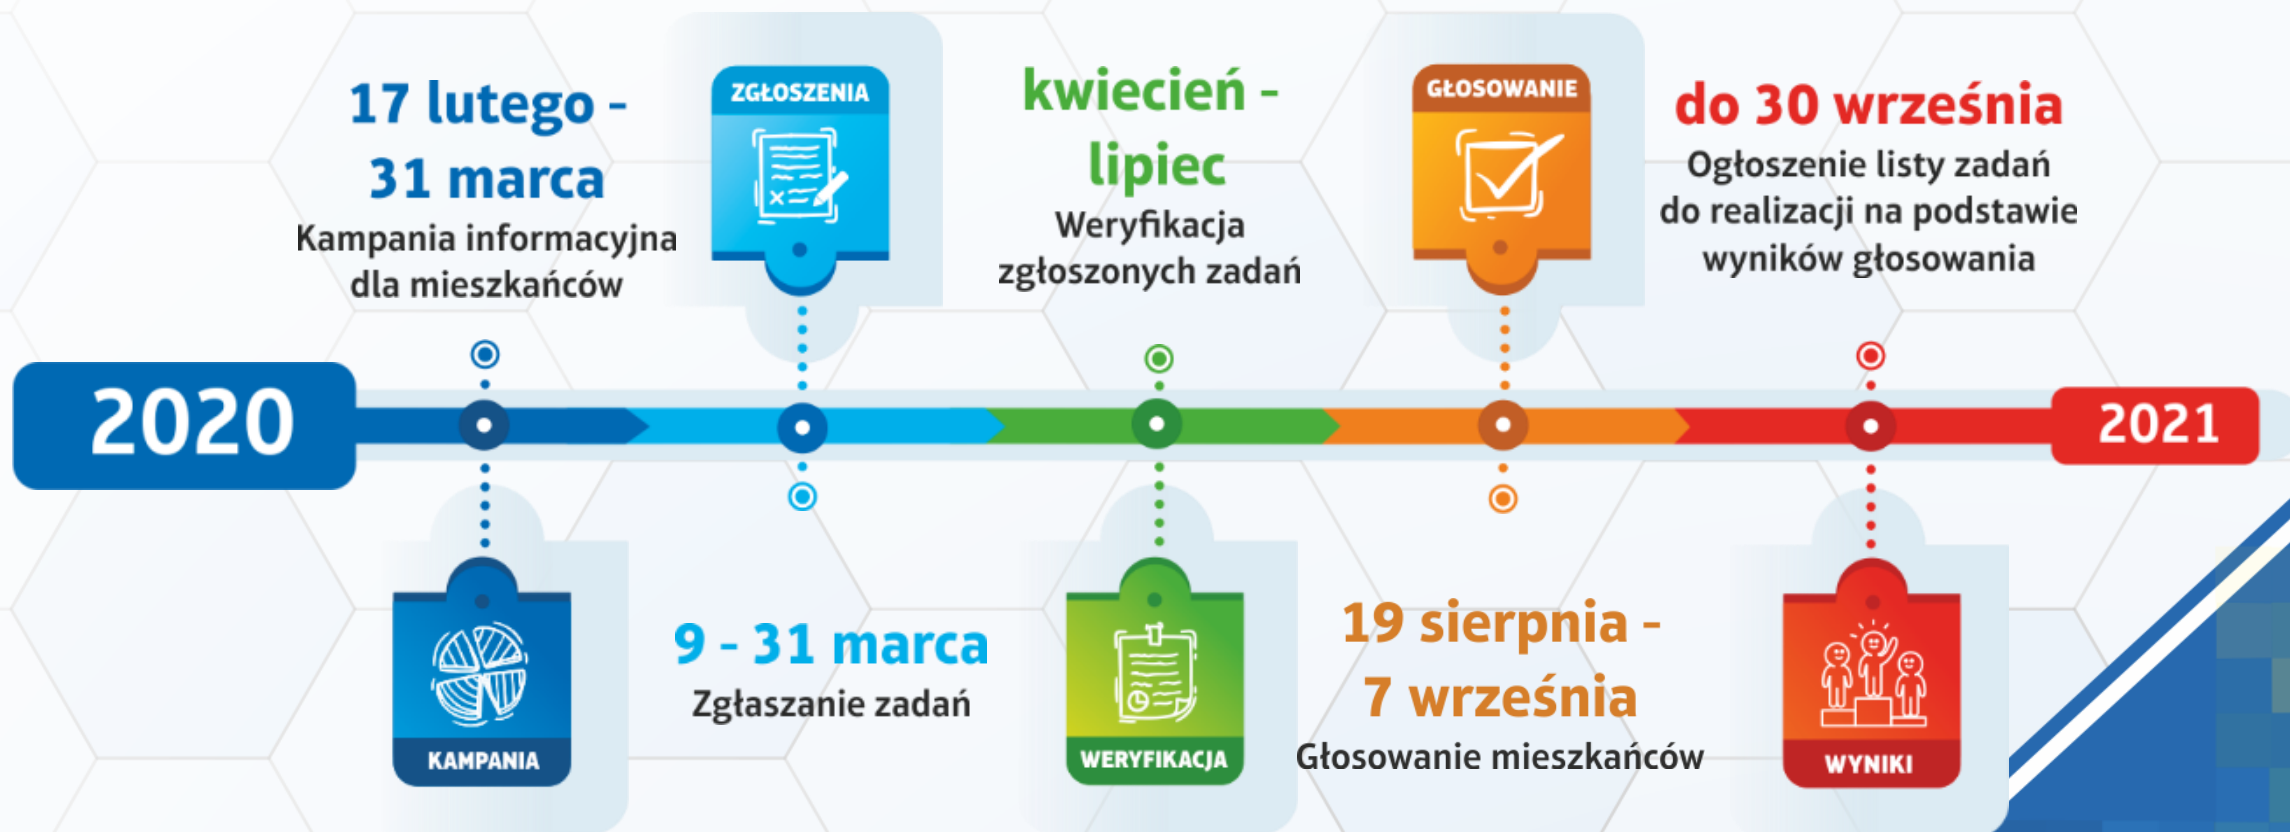 2020
17 lutego -
31 marca
Kampania informacyjna
dla mieszkańców
KAMPANIA
ZGŁOSZENIA
9 - 31 marca
Zgłaszanie zadań
kwiecień -
lipiec
Weryfikacja
zgłoszonych zadań
WERYFIKACJA
GŁOSOWANIE
19 sierpnia -
7 września
Głosowanie mieszkańców
do 30 września
Ogłoszenie listy zadań
do realizacji na podstawie
wyników głosowania
WYNIKI
2021